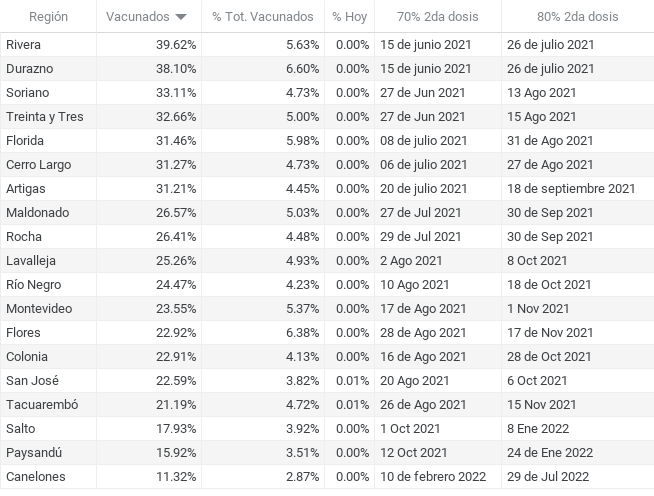 Región Vacunados % Tot. Vacunados % Hoy 70% 2da dosis 80% 2da dosis
Rivera 39.62% 5.63% 0.00% 15 de junio 2021 26 de julio 2021
Durazno 38.10% 6.60% 0.00% 15 de junio 2021 26 de julio 2021
Soriano 33.11% 4.73% 0.00% 27 de Jun 2021 13 Ago 2021
Treinta y Tres 32.66% 5.00% 0.00% 27 de Jun 2021 15 Ago 2021
Florida 31.46% 5.98% 0.00% 08 de julio 2021 31 de Ago 2021
Cerro Largo 31.27% 4.73% 0.00% 06 de julio 2021 27 de Ago 2021
Artigas 31.21% 4.45% 0.00% 20 de julio 2021 18 de septiembre 2021
Maldonado 26.57% 5.03% 0.00% 27 de Jul 2021 30 de Sep 2021
Rocha 26.41% 4.48% 0.00% 29 de Jul 2021 30 de Sep 2021
Lavalleja 25.26% 4.93% 0.00% 2 Ago 2021 8 Oct 2021
Río Negro 24.47% 4.23% 0.00% 10 Ago 2021 18 de Oct 2021
Montevideo 23.55% 5.37% 0.00% 17 de Ago 2021 1 Nov 2021
Flores 22.92% 6.38% 0.00% 28 de Ago 2021 17 de Nov 2021
Colonia 22.91% 4.13% 0.00% 16 de Ago 2021 28 de Oct 2021
San José 22.59% 3.82% 0.01% 20 Ago 2021 6 Oct 2021
Tacuarembó 21.19% 4.72% 0.01% 26 de Ago 2021 15 Nov 2021
Salto 17.93% 3.92% 0.00% 1 Oct 2021 8 Ene 2022
Paysandú 15.92% 3.51% 0.00% 12 Oct 2021 24 de Ene 2022
Canelones 11.32% 2.87% 0.00% 10 de febrero 2022 29 de Jul 2022